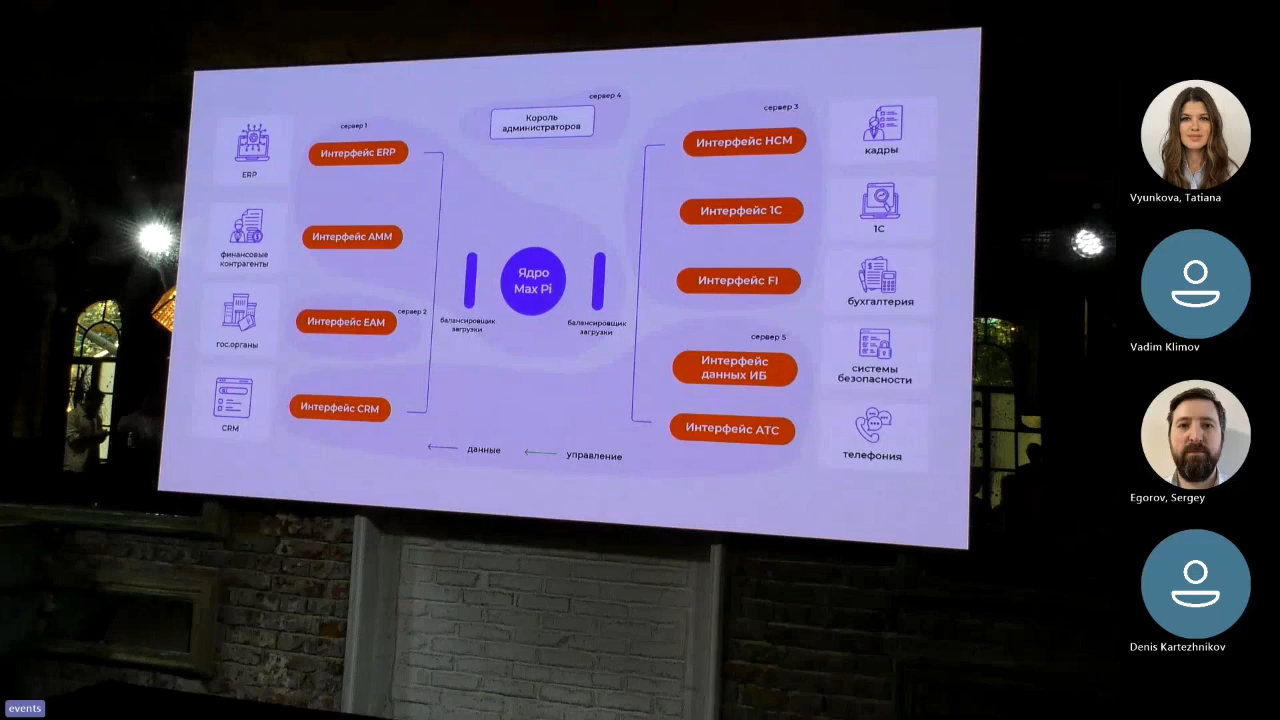 сервер 4
Король
администраторов
сервер 1
Интерфейс ERP
ERP
Интерфейс АММ
финансовые
контрагенты
сервер 2
Интерфейс EAM
гос.органы
Интерфейс CRM
CRM
балансировщик
загрузки
Ядро
Max Pi
балансировщик
загрузки
данные
управление
сервер 3
Интерфейс HCM
кадры
Интерфейс 1С
1С
Интерфейс FI
бухгалтерия
сервер 5
Интерфейс
данных ИБ
системы
безопасности
Интерфейс АТС
телефония
Vyunkova, Tatiana
Vadim Klimov
Egorov, Sergey
Denis Kartezhnikov
events